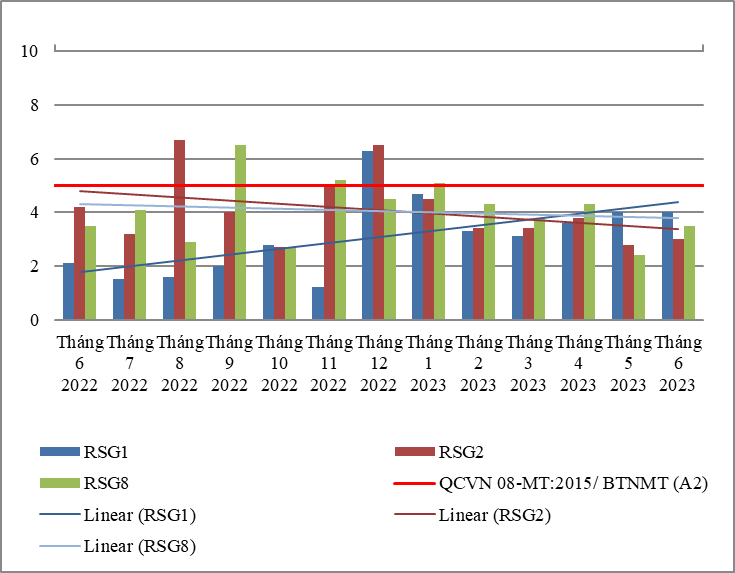 10
8
6
4
2
0
Tháng Tháng Tháng Tháng Tháng Tháng Tháng Tháng Tháng Tháng Tháng Tháng Tháng
6 7 8 9 10 11 12 1 2 3 4 5 6
2022 2022 2022 2022 2022 2022 2022 2023 2023 2023 2023 2023 2023
RSG1 RSG2
RSG8 QCVN 08-MT:2015/ BTNMT (A2)
Linear (RSG1) Linear (RSG2)
Linear (RSG8)